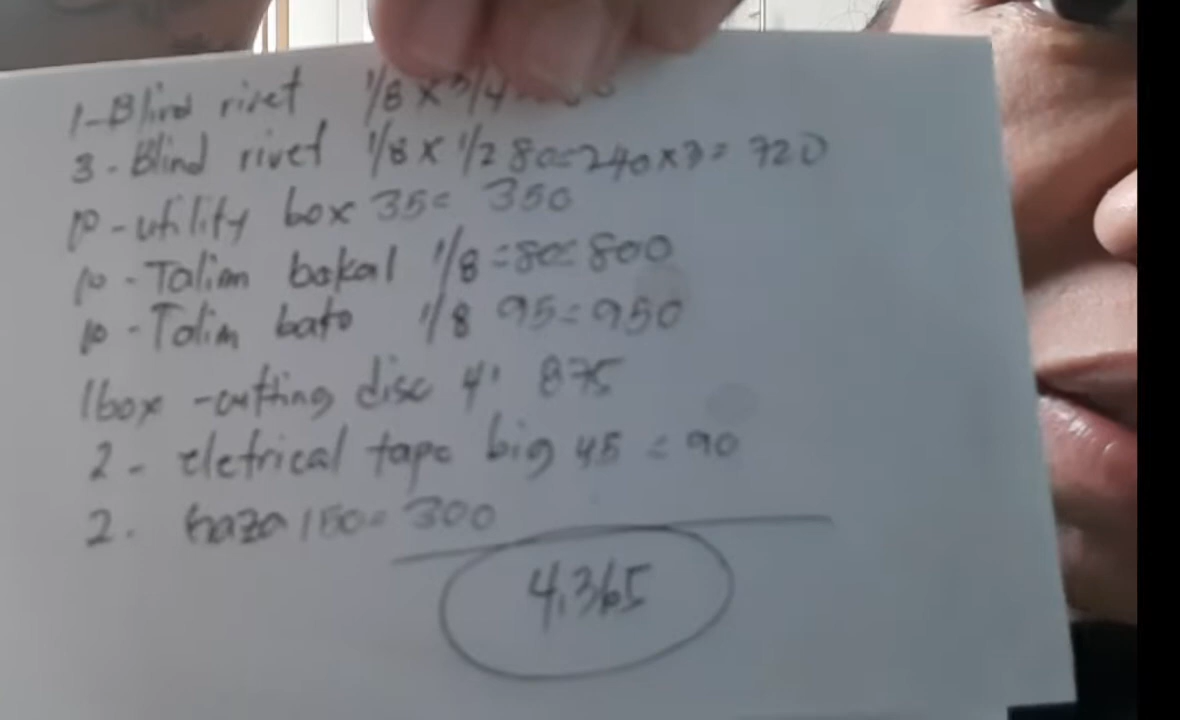 1-Blind rivet 1/8 x 3/4
3 - Blind rivet 1/8 x 1/2 80=240x3= 720
10 - utility box 35= 350
10 - Talim bakal 1/8 =80= 800
10 - Talim bato 1/8 95=950
1box - cutting disc 4" 875
2 - eletrical tape big 45 = 90
2. 150= 300
4,365